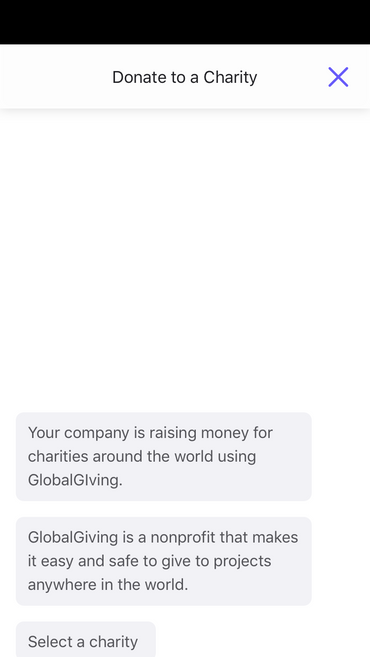 Donate to a Charity
Your company is raising money for
charities around the world using
GlobalGIving.
GlobalGiving is a nonprofit that makes
it easy and safe to give to projects
anywhere in the world.
Select a charity